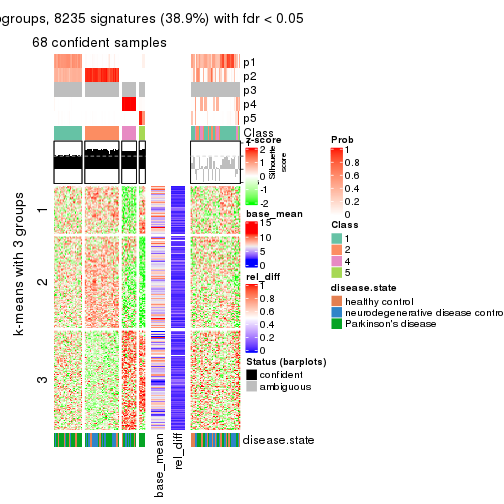 groups, 8235 signatures (38.9%) with fdr < 0.05
68 confident samples
p1
p2
p3
p4
p5
Class
Silhouette
score
1
2
3
k-means with 3 groups
disease.state
base_mean
rel_diff
z-score
2
1
0
-1
-2
base_mean
15
10
5
0
rel_diff
1
0.8
0.6
0.4
0.2
0
Status (barplots)
confident
ambiguous
Prob
1
0.8
0.6
0.4
0.2
0
Class
1
2
4
5
disease.state
healthy control
neurodegenerative disease contro
Parkinson's disease